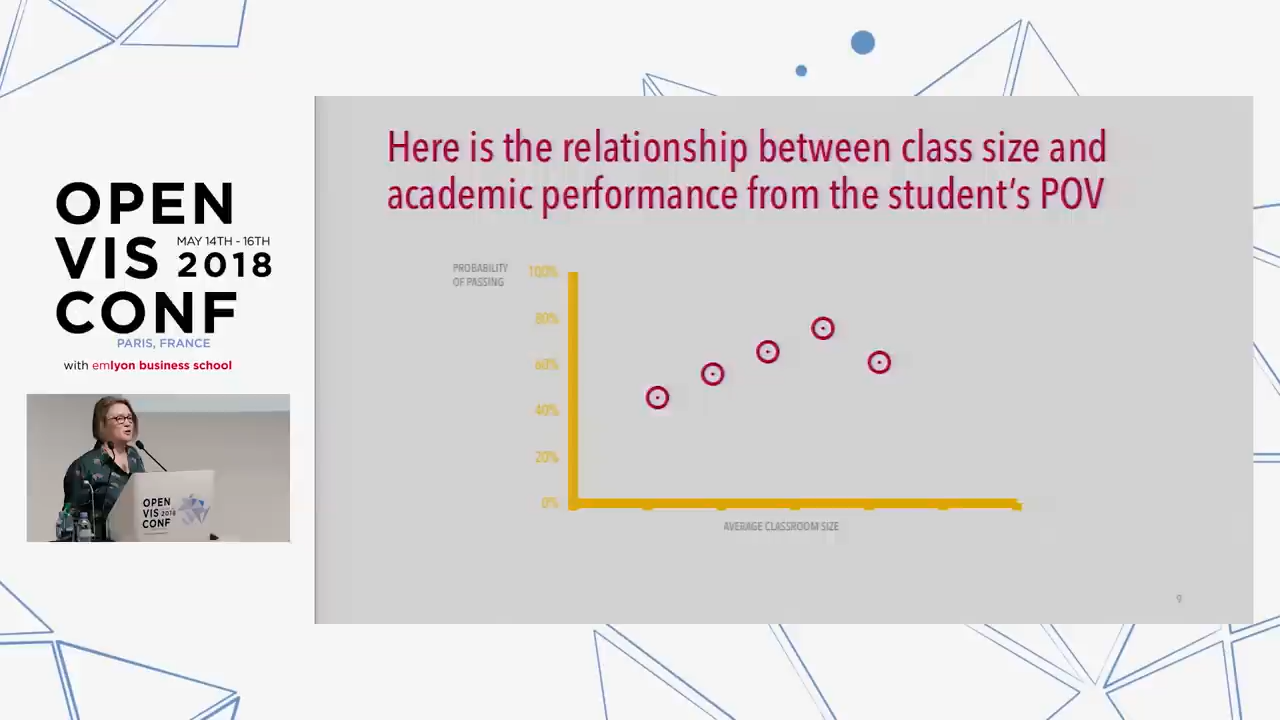 OPEN
VIS
CONF
MAY 14TH - 16TH
2018
PARIS, FRANCE
with emlyon business school
Here is the relationship between class size and
academic performance from the student's POV
PROBABILITY
OF PASSING
100%
80%
60%
40%
20%
0%
AVERAGE CLASSROOM SIZE
9
OPEN
VIS 2018
CONF